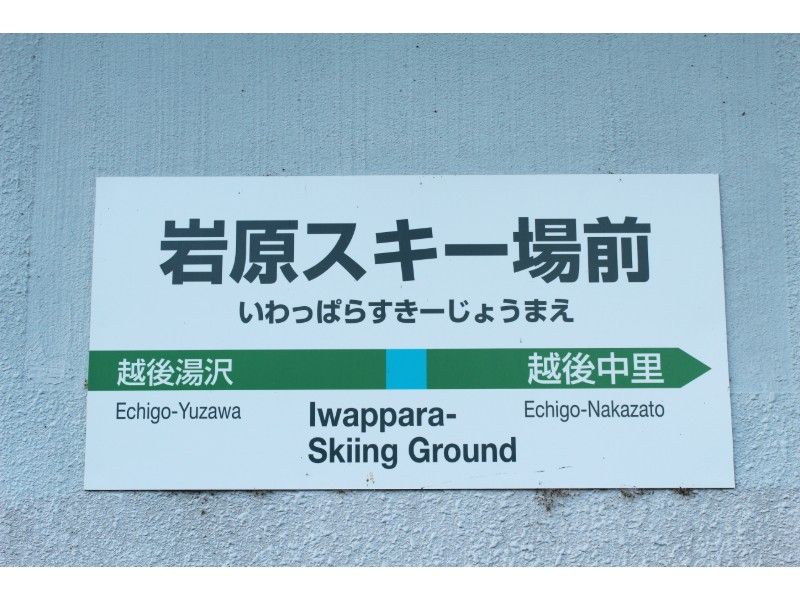 岩原スキー場前
いわっぱらすきーじょうまえ
越後湯沢 越後中里
Echigo-Yuzawa Iwappara- Echigo-Nakazato
Skiing Ground